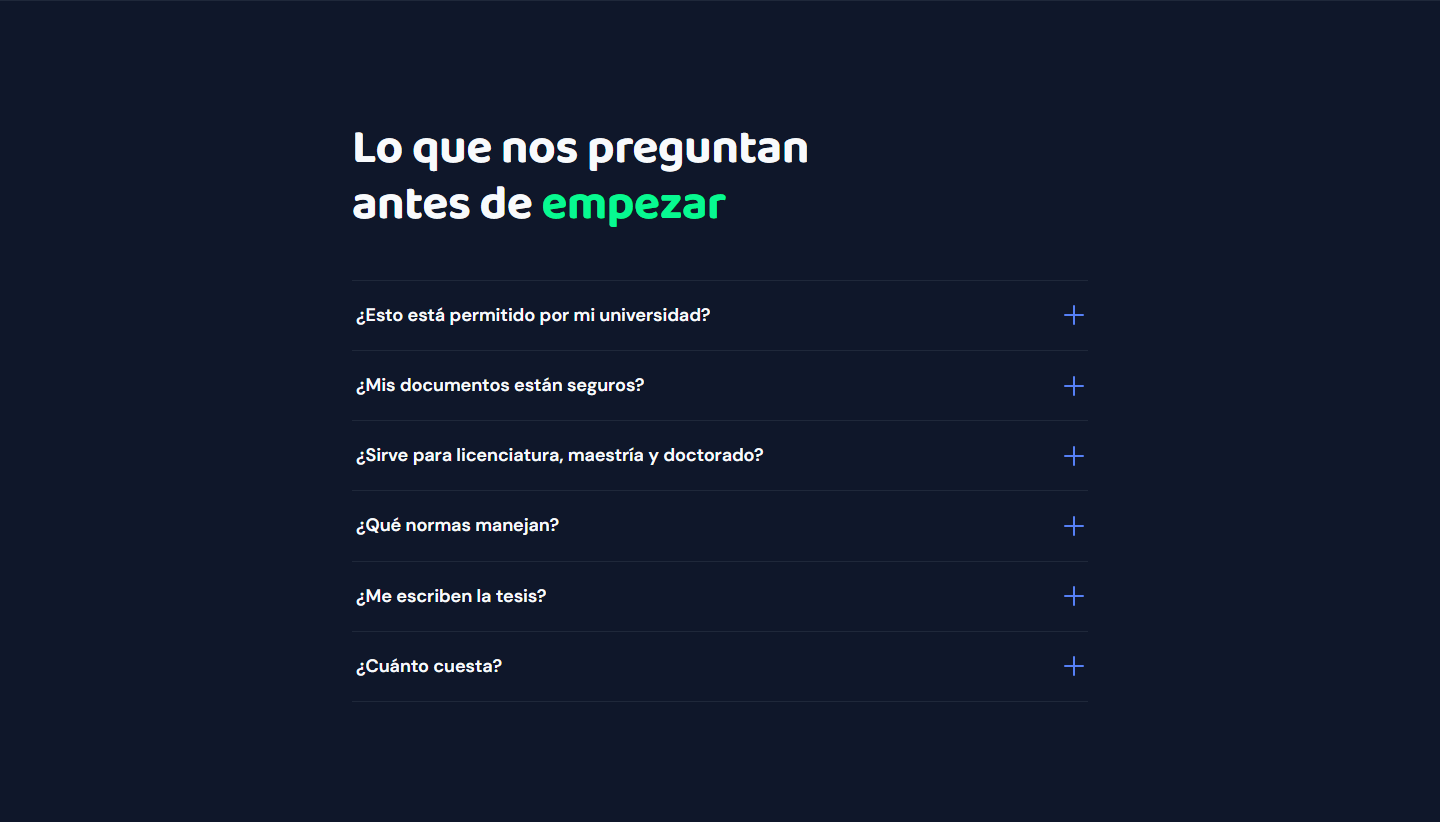 Lo que nos preguntan
antes de empezar
¿Esto está permitido por mi universidad?
¿Mis documentos están seguros?
¿Sirve para licenciatura, maestría y doctorado?
¿Qué normas manejan?
¿Me escriben la tesis?
¿Cuánto cuesta?